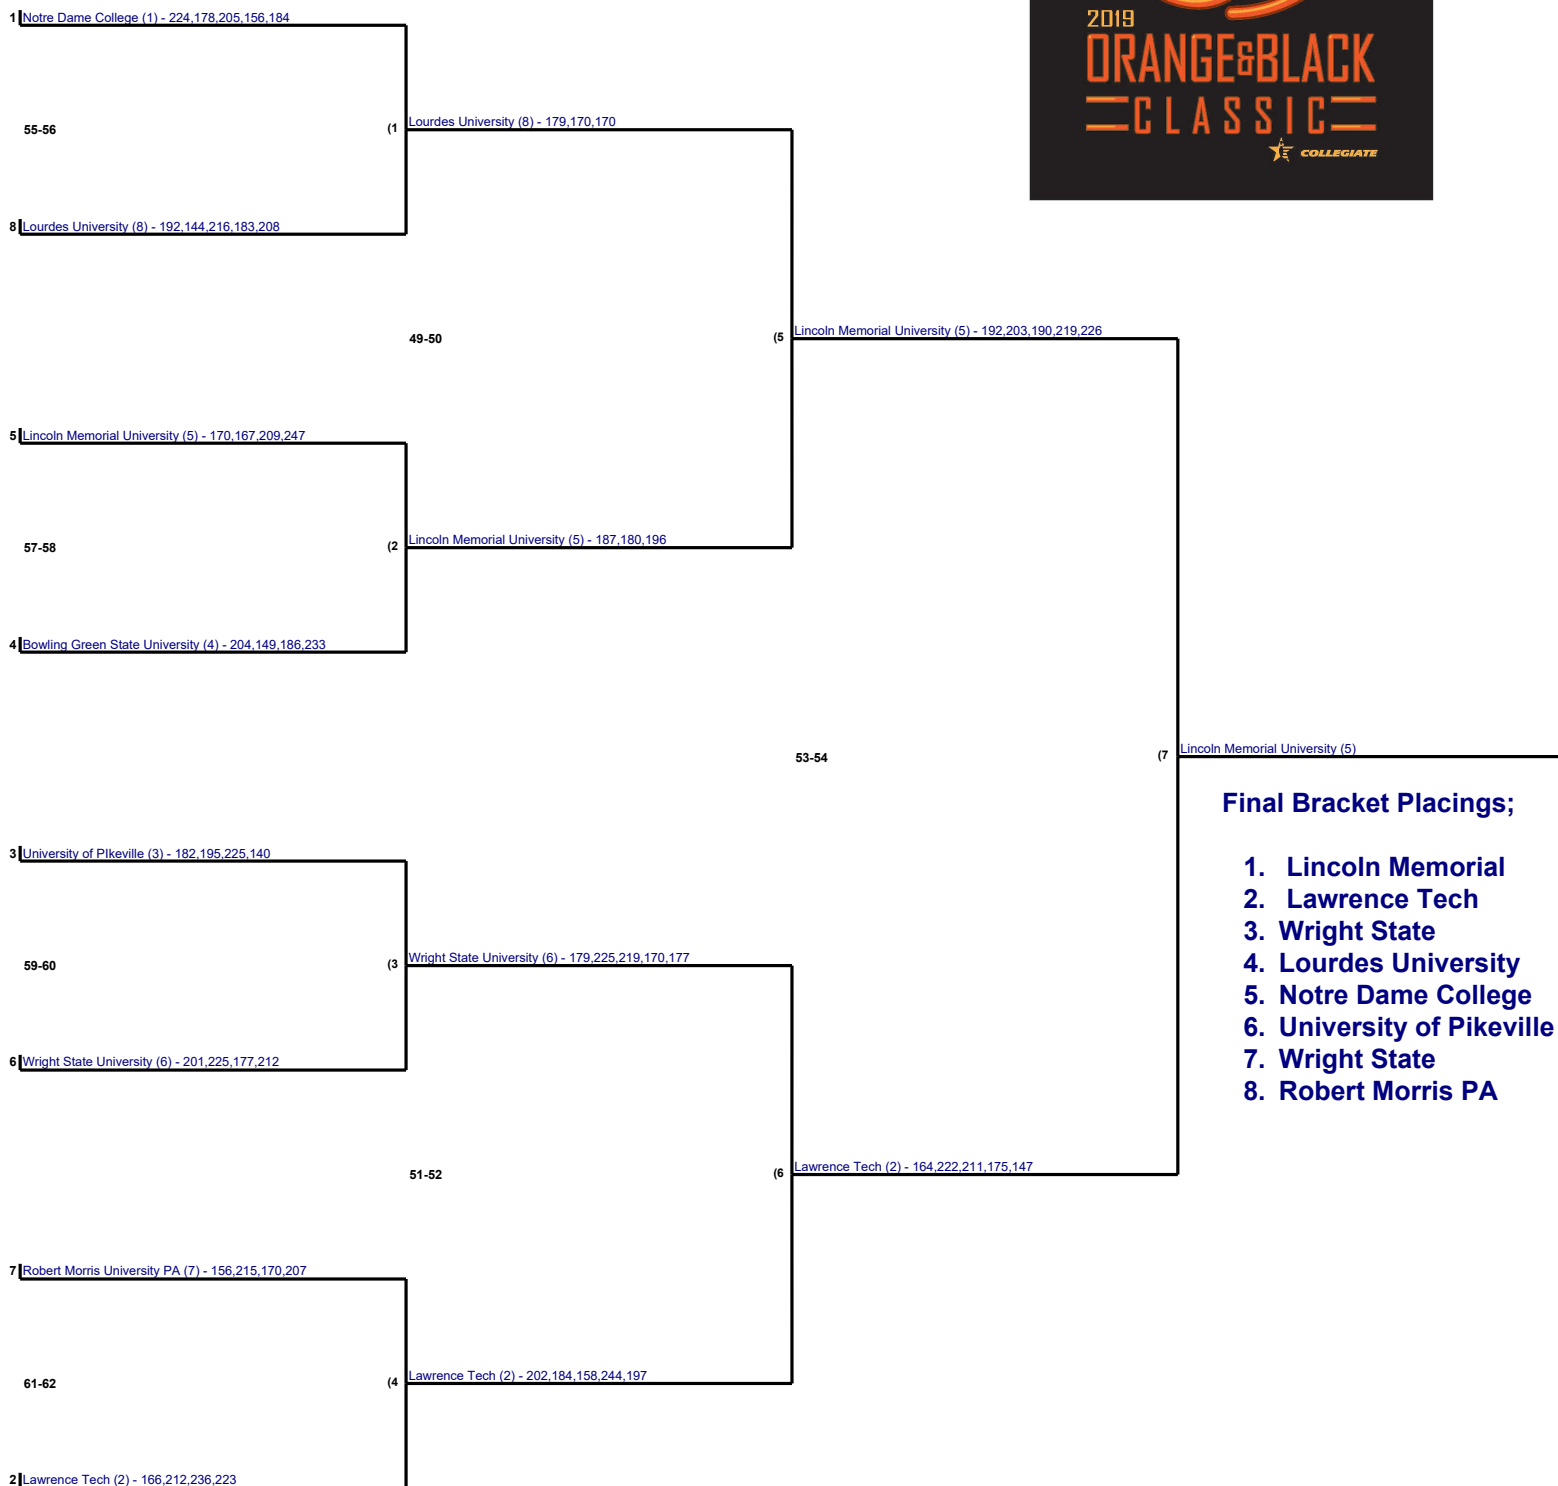 1 Notre Dame College (1) - 224,178,205,156,184
2019
ORANGE&BLACK
CLASSIC
COLLEGIATE
55-56
(1 Lourdes University (8) - 179,170,170
8 Lourdes University (8) - 192,144,216,183,208
49-50
(5 Lincoln Memorial University (5) - 192,203,190,219,226
5 Lincoln Memorial University (5) - 170,167,209,247
57-58
(2 Lincoln Memorial University (5) - 187,180,196
4 Bowling Green State University (4) - 204,149,186,233
53-54
(7 Lincoln Memorial University (5)
Final Bracket Placings;
1. Lincoln Memorial
2. Lawrence Tech
3. Wright State
4. Lourdes University
5. Notre Dame College
6. University of Pikeville
7. Wright State
8. Robert Morris PA
3 University of PIkeville (3) - 182,195,225,140
59-60
(3 Wright State University (6) - 179,225,219,170,177
6 Wright State University (6) - 201,225,177,212
51-52
(6 Lawrence Tech (2) - 164,222,211,175,147
7 Robert Morris University PA (7) - 156,215,170,207
61-62
(4 Lawrence Tech (2) - 202,184,158,244,197
2 Lawrence Tech (2) - 166,212,236,223